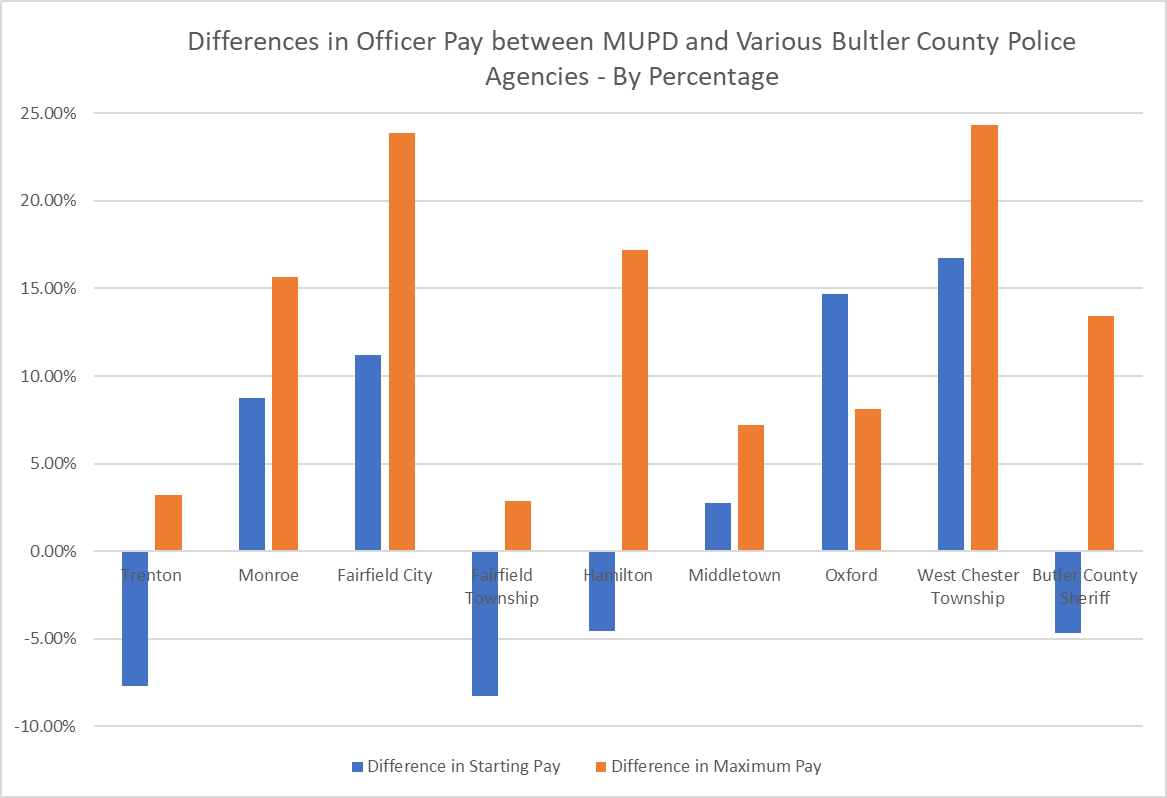 Differences in Officer Pay between MUPD and Various Bultler County Police
Agencies - By Percentage
25.00%
20.00%
15.00%
10.00%
5.00%
0.00%
-5.00%
-10.00%
Trenton
Monroe
Fairfield City
Fairfield
Township
Hamilton
Middletown
Oxford
West Chester
Township
Butler County
Sheriff
Difference in Starting Pay
Difference in Maximum Pay